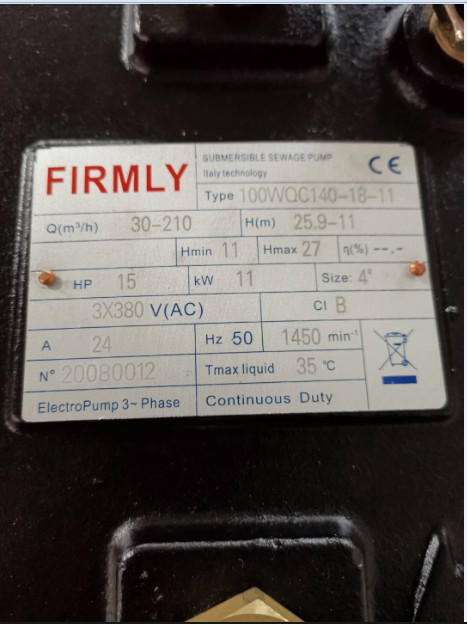 FIRMLY
SUBMERSIBLE SEWAGE PUMP
Italy technology
Type 100WQC140-18-11
Q(m³/h) 30-210 H(m) 25.9-11
Hmin 11 Hmax 27 η(%) --.-
HP 15 kW 11 Size: 4"
3X380 V(AC) Cl B
A 24 Hz 50 1450 min⁻¹
N° 20080012 Tmax liquid 35 °C
ElectroPump 3~ Phase Continuous Duty